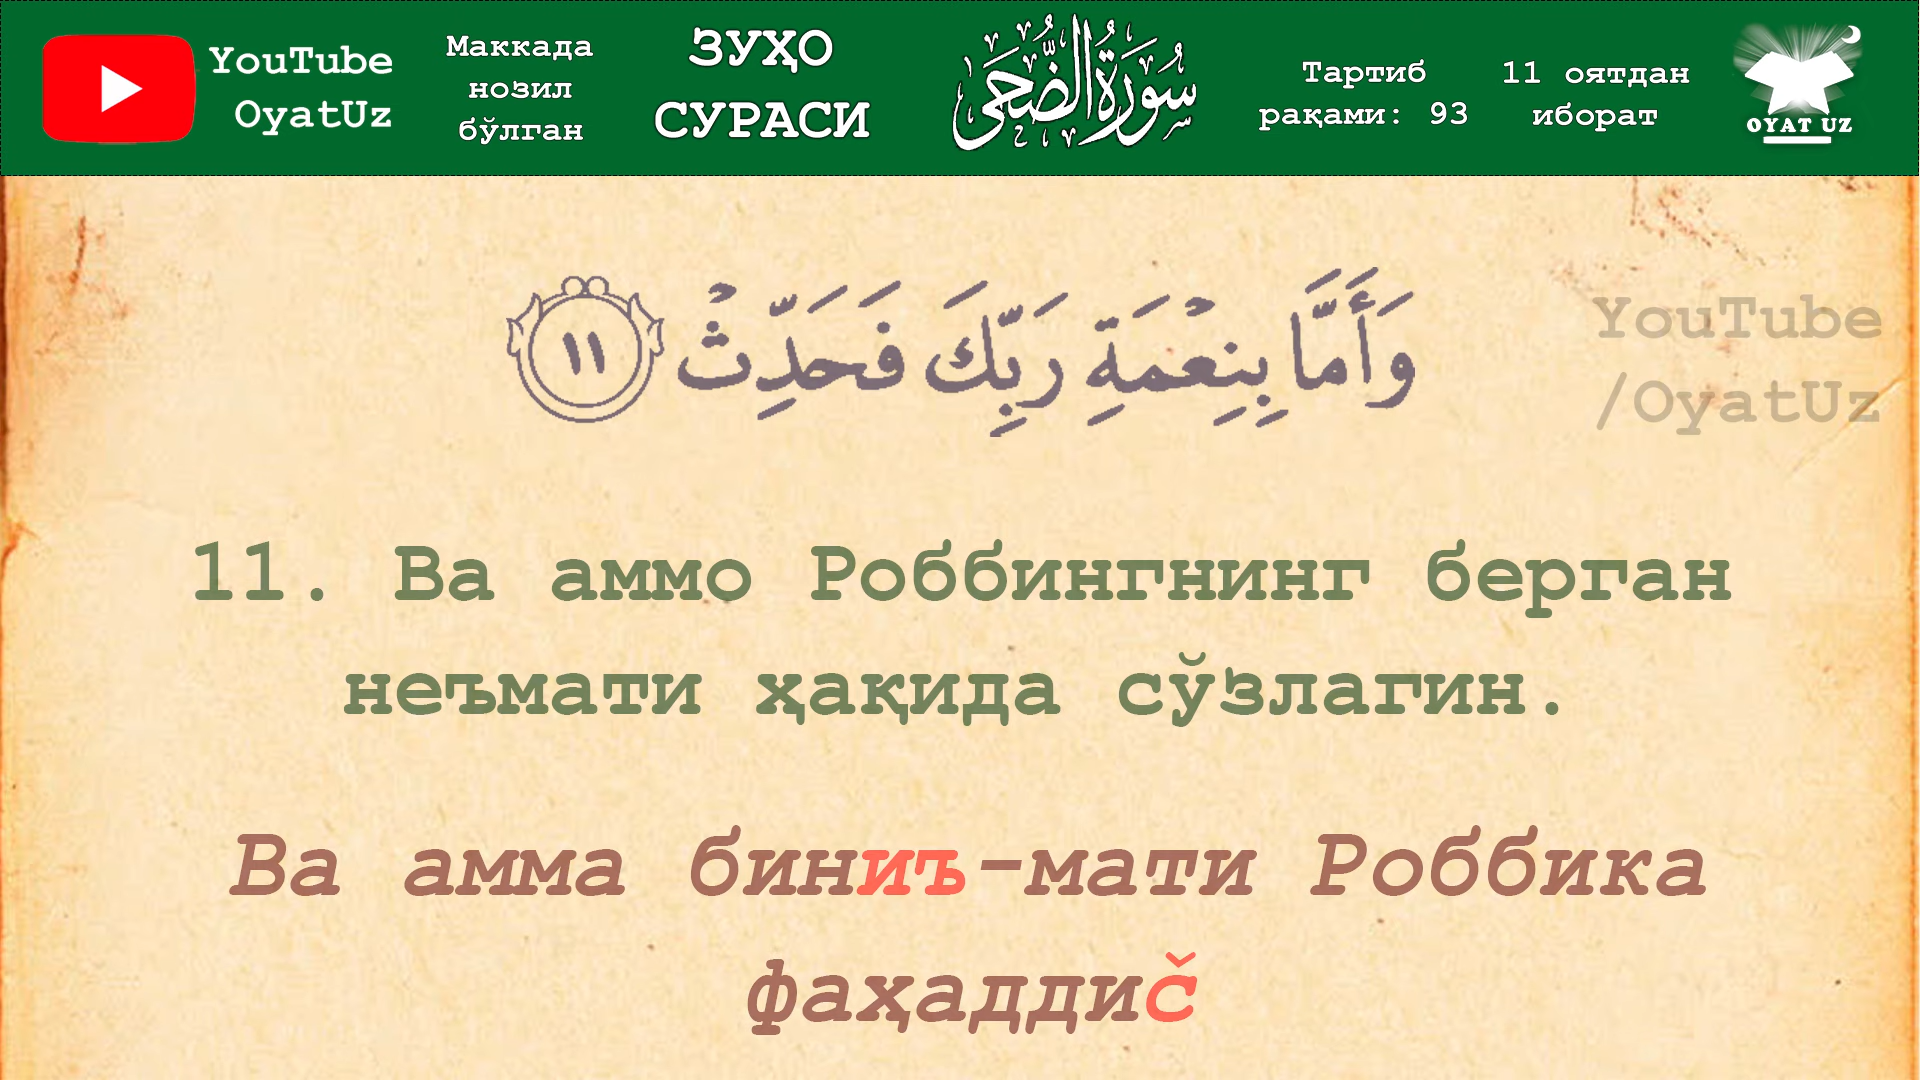 YouTube
OyatUz
Маккада
нозил
бўлган
ЗУҲО
СУРАСИ
سُورَةُ الضُّحَى
Тартиб
рақами: 93
11 оятдан
иборат
OYAT UZ
وَأَمَّا بِنِعْمَةِ رَبِّكَ فَحَدِّثْ ١١
YouTube
/OyatUz
11. Ва аммо Роббингнинг берган
неъмати ҳақида сўзлагин.
Ва амма биниъ-мати Роббика
фаҳаддис̌